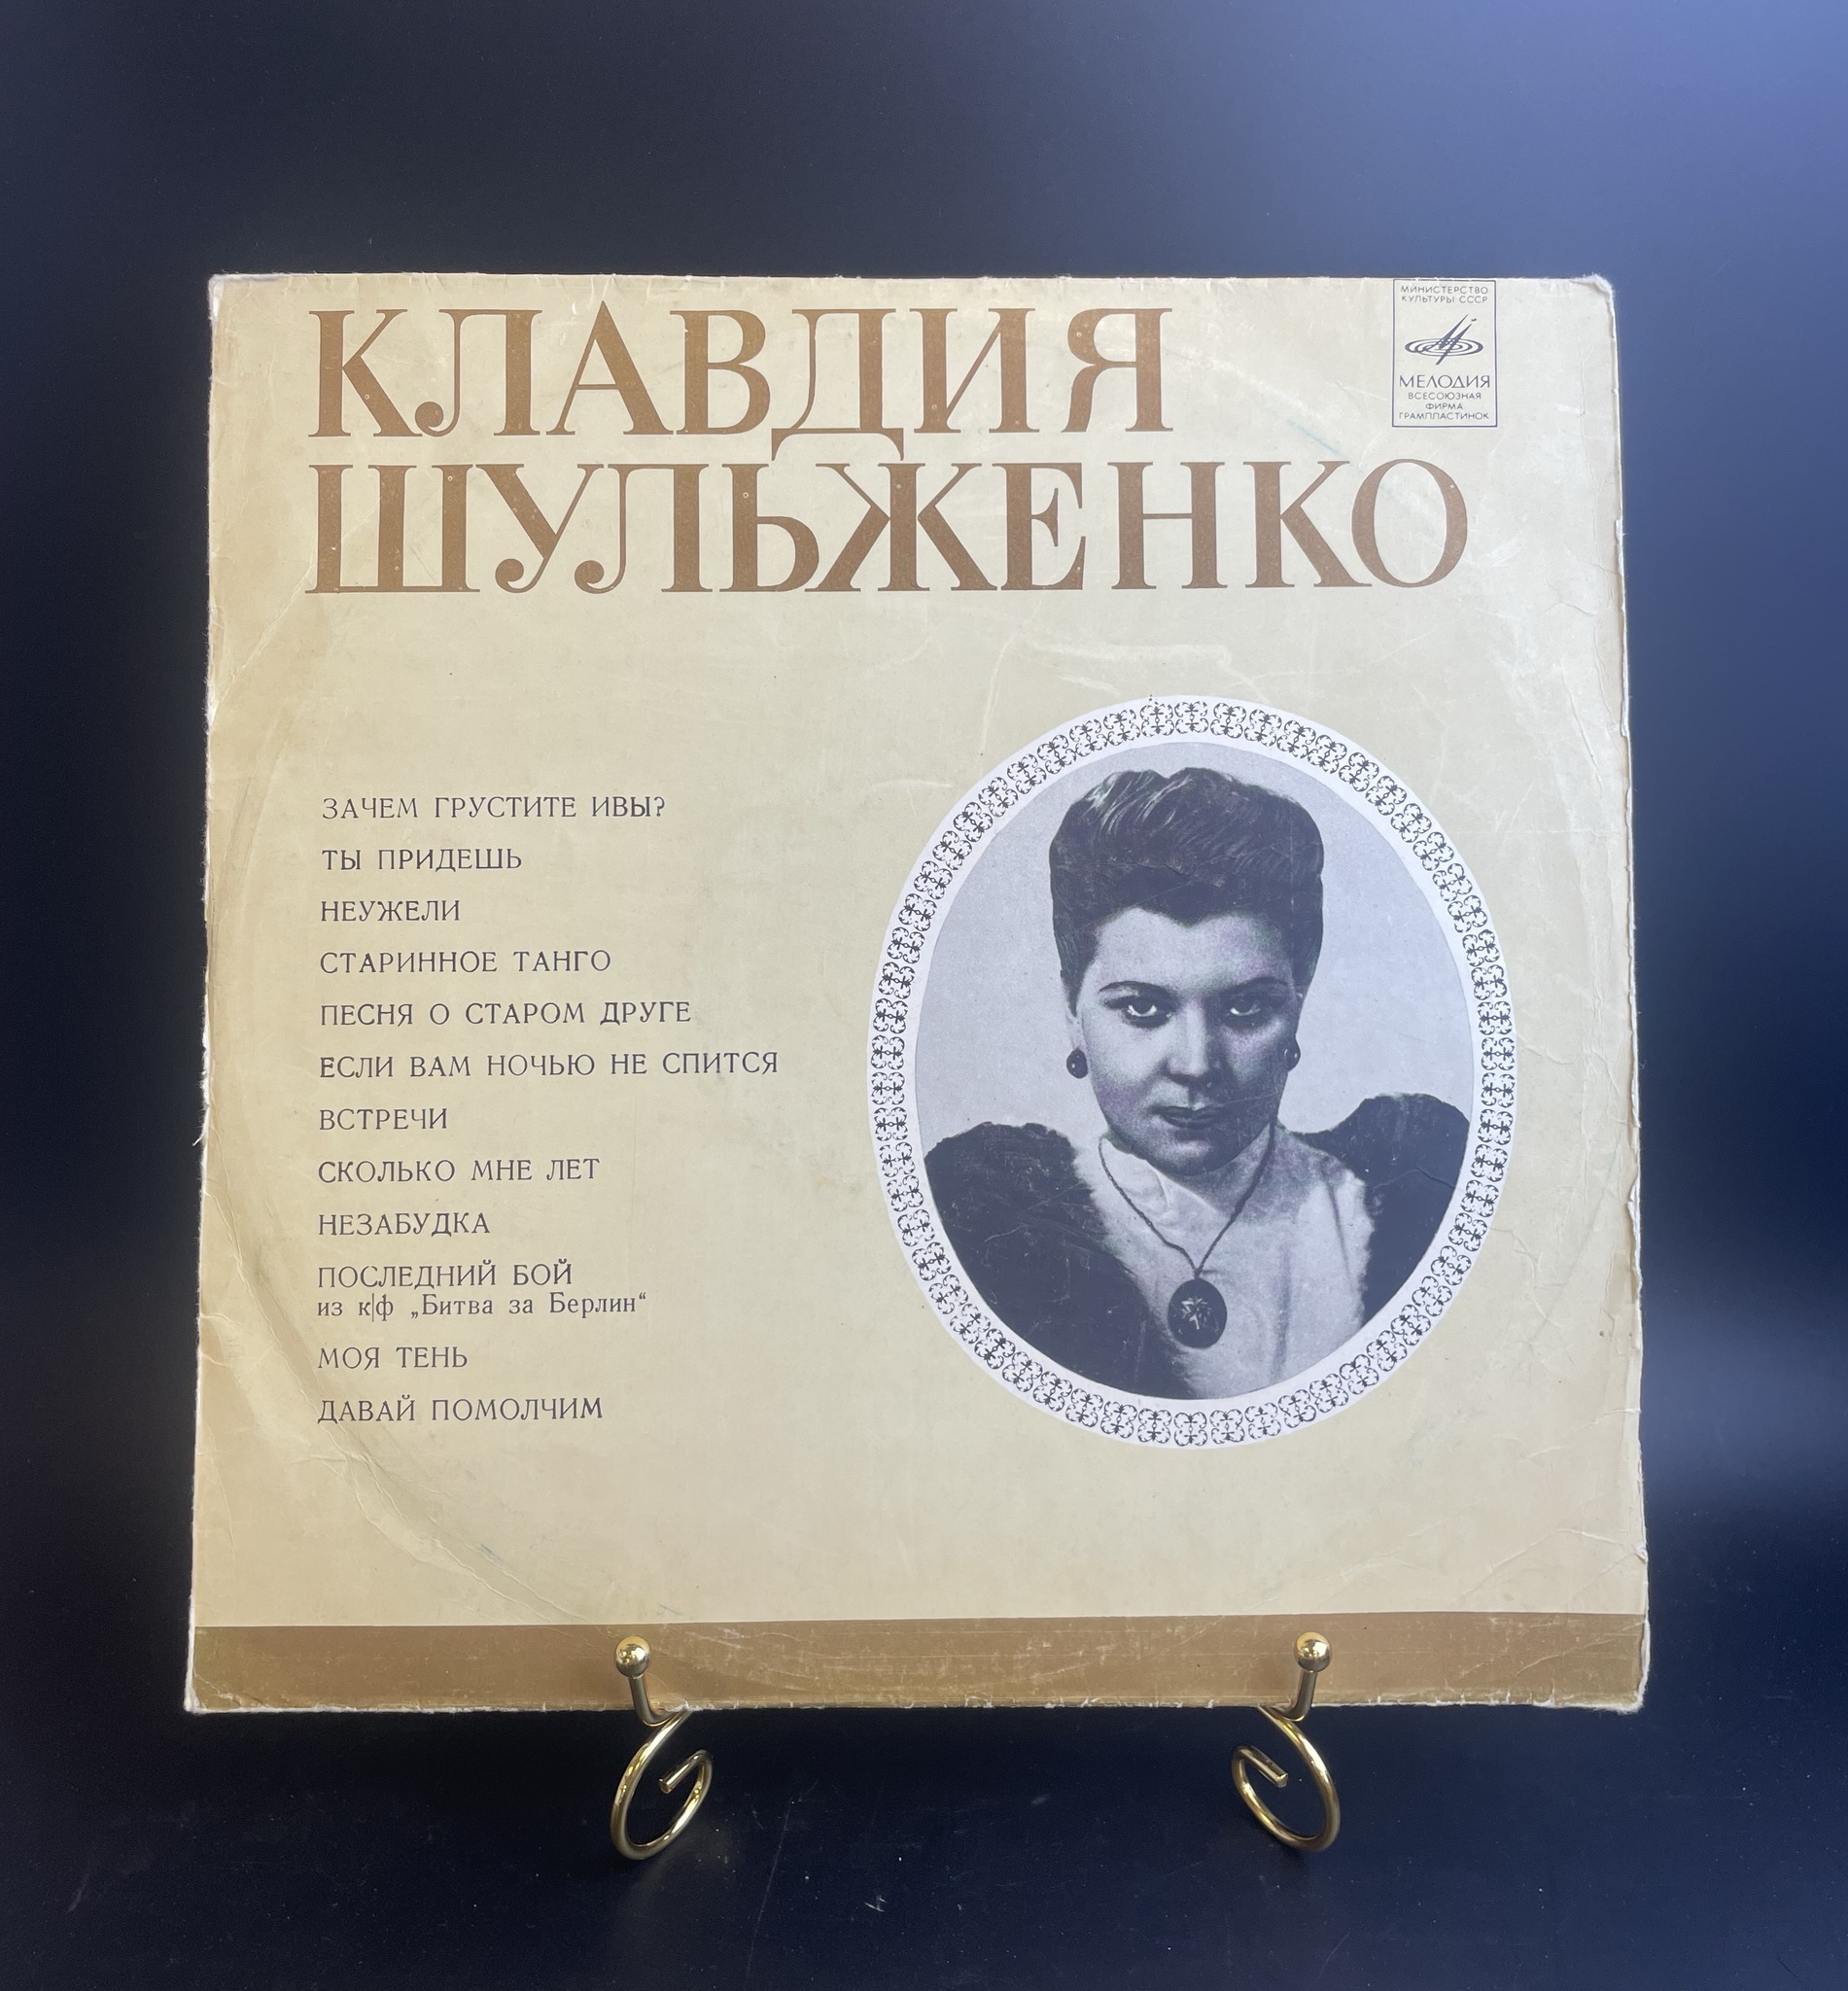 КЛАВДИЯ
ШУЛЬЖЕНКО
МИНИСТЕРСТВО
КУЛЬТУРЫ СССР
МЕЛОДИЯ
ВСЕСОЮЗНАЯ
ФИРМА
ГРАМПЛАСТИНОК
ЗАЧЕМ ГРУСТИТЕ ИВЫ?
ТЫ ПРИДЕШЬ
НЕУЖЕЛИ
СТАРИННОЕ ТАНГО
ПЕСНЯ О СТАРОМ ДРУГЕ
ЕСЛИ ВАМ НОЧЬЮ НЕ СПИТСЯ
ВСТРЕЧИ
СКОЛЬКО МНЕ ЛЕТ
НЕЗАБУДКА
ПОСЛЕДНИЙ БОЙ
из к|ф „Битва за Берлин“
МОЯ ТЕНЬ
ДАВАЙ ПОМОЛЧИМ